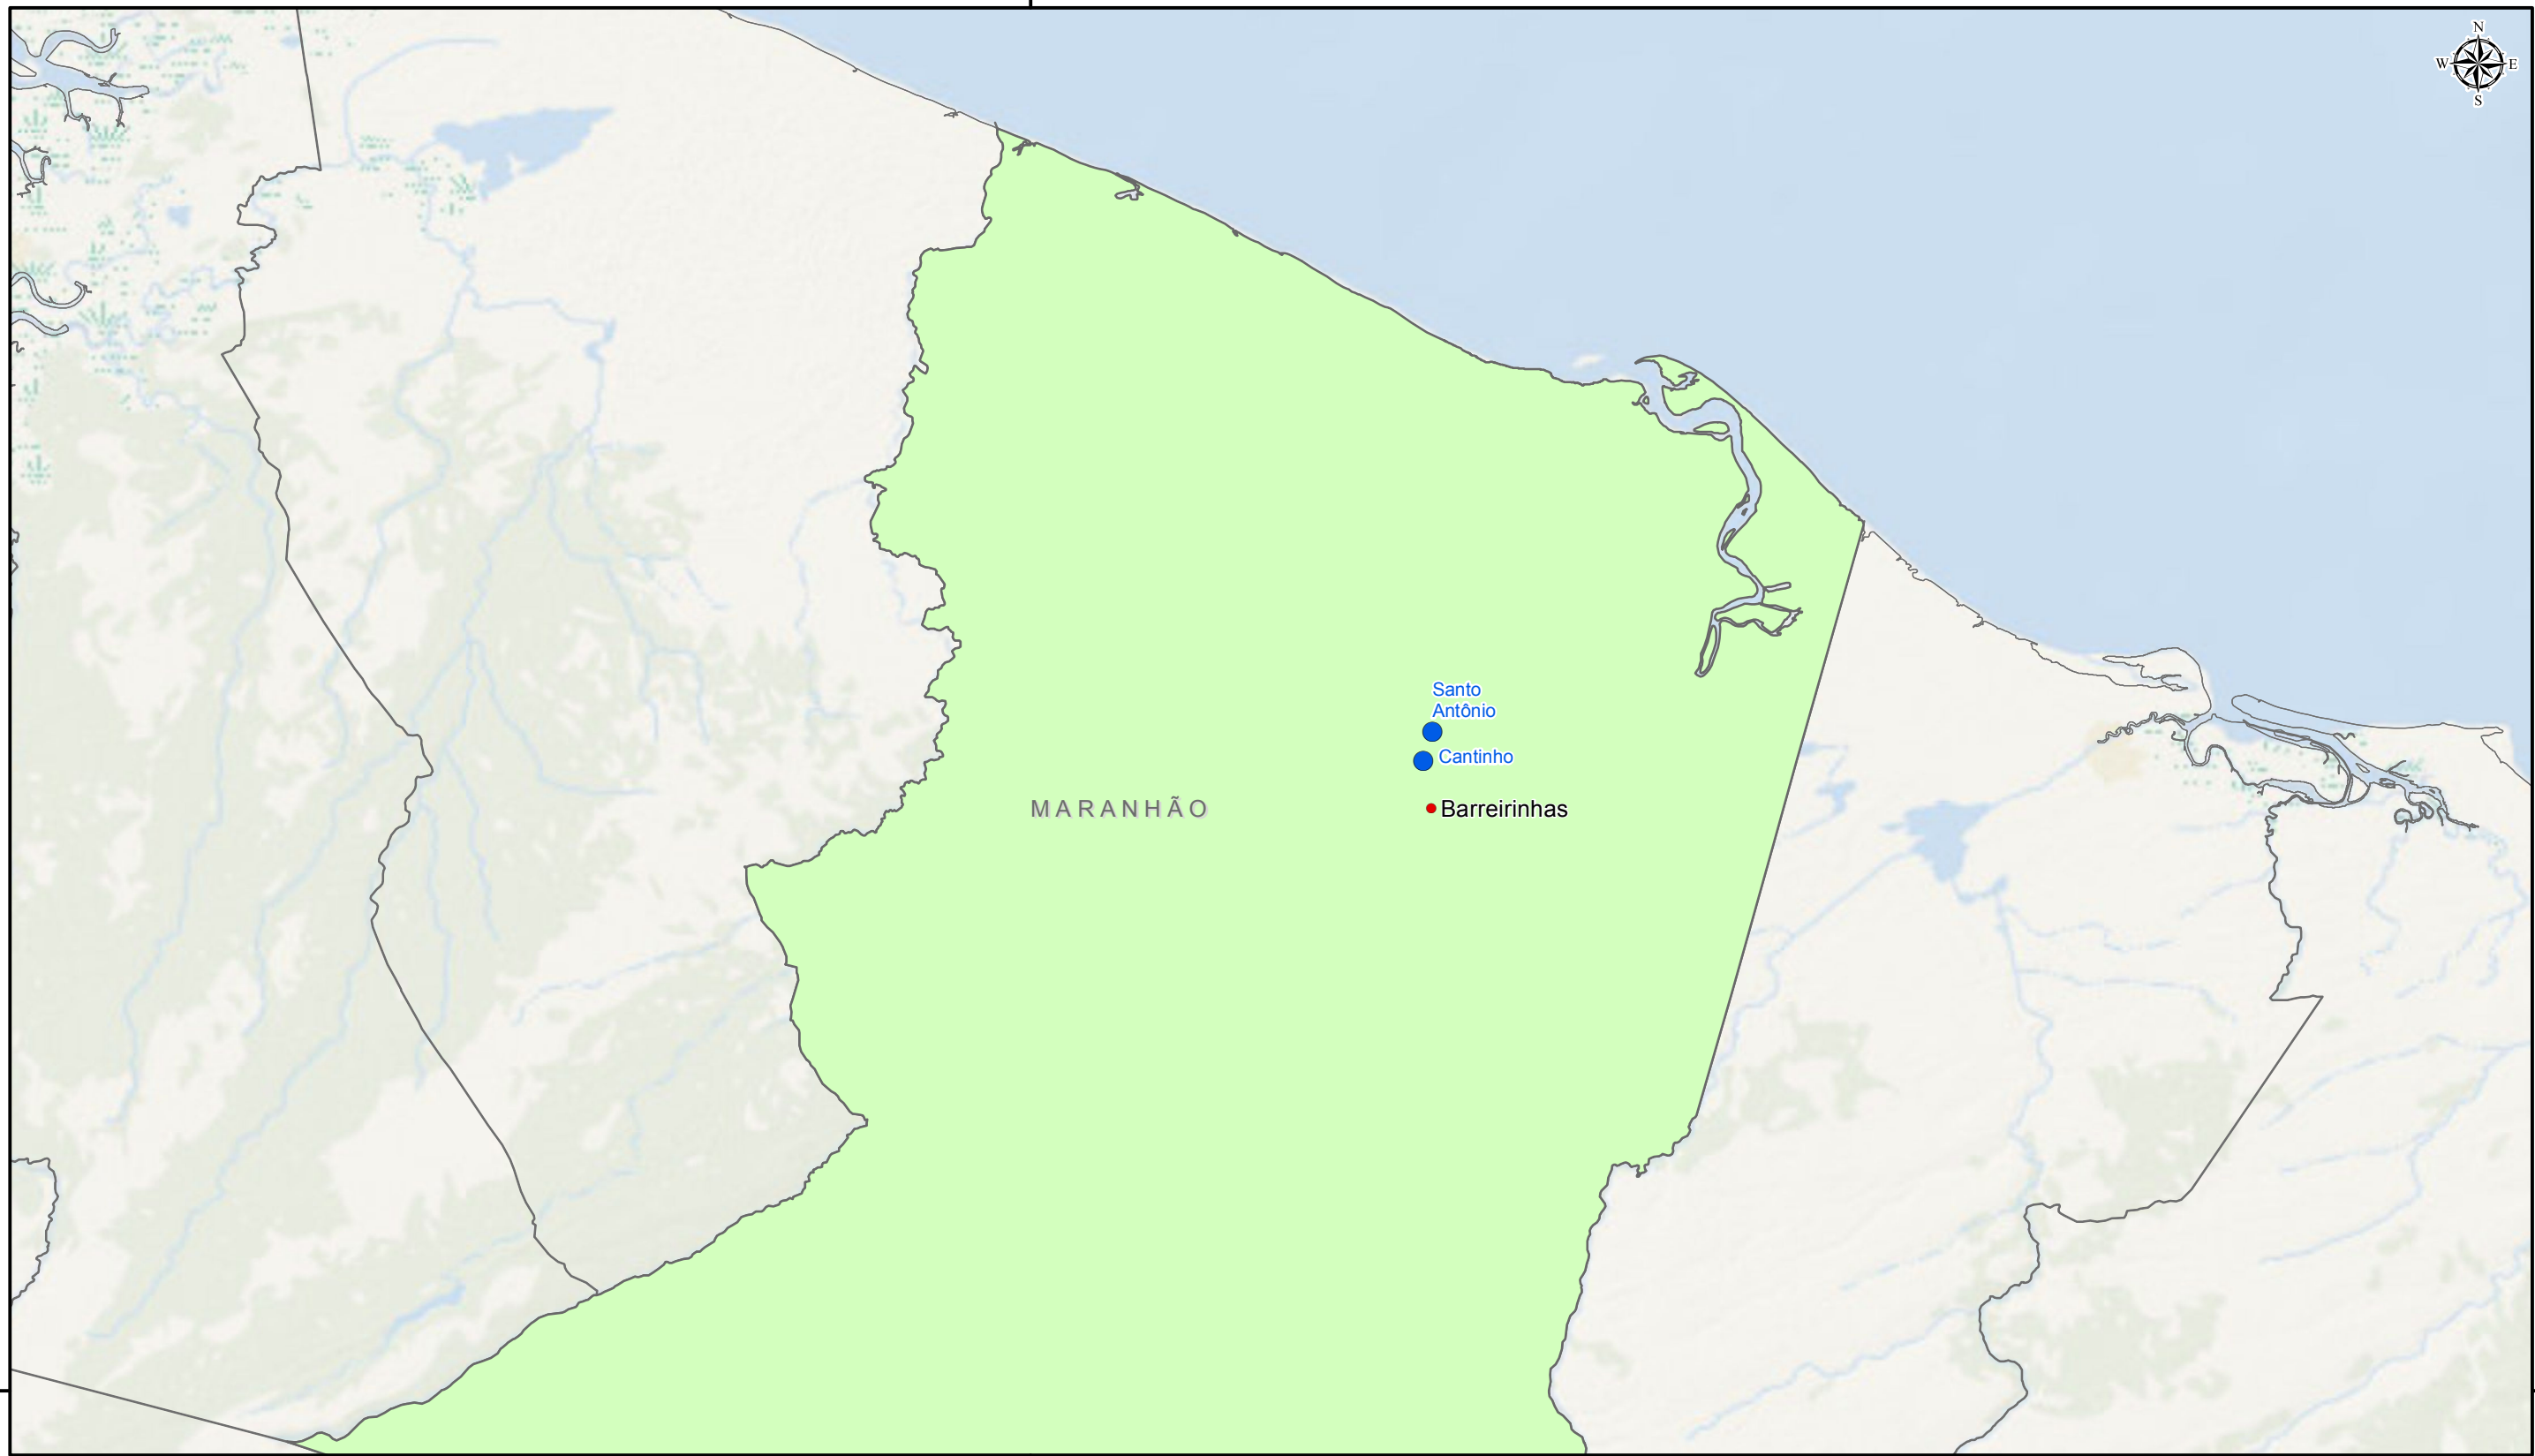 N
W E
S
Santo
Antônio
Cantinho
MARANHÃO
Barreirinhas